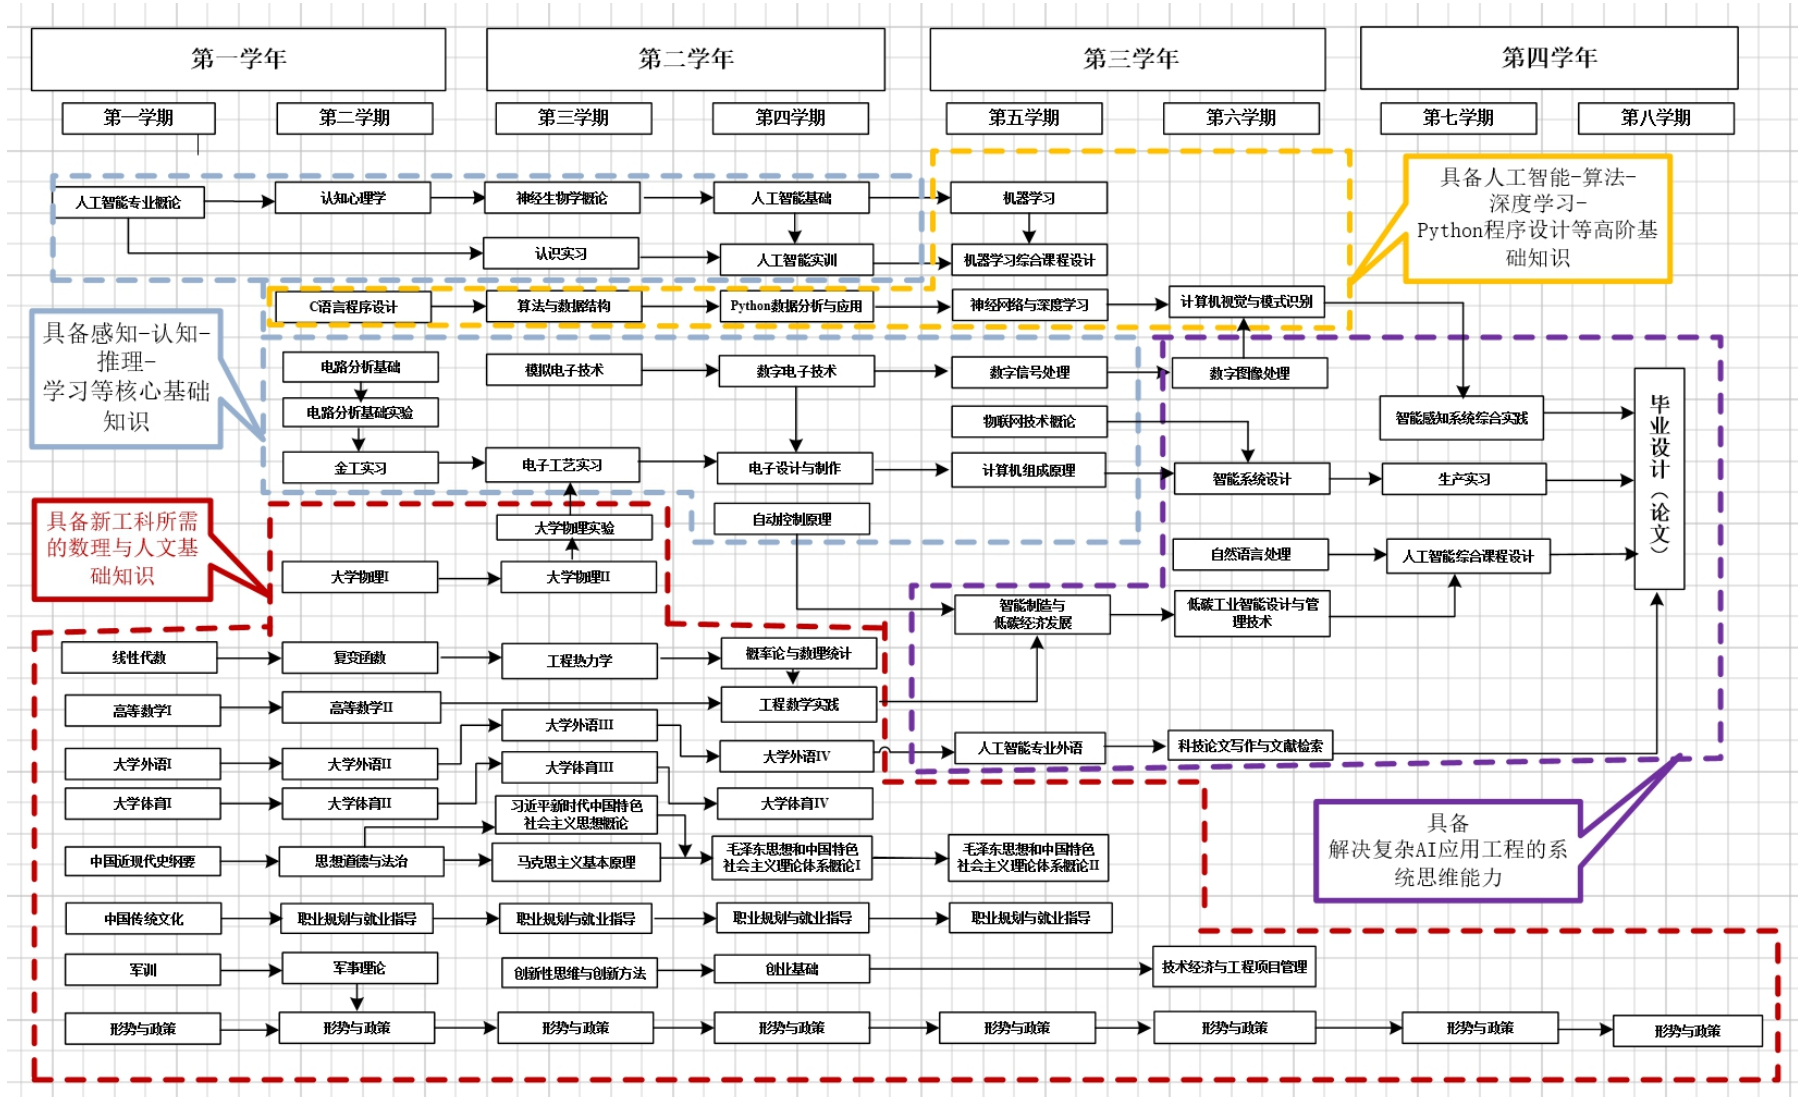 第一学年
第二学年
第三学年
第四学年
第一学期
第二学期
第三学期
第四学期
第五学期
第六学期
第七学期
第八学期
人工智能专业概论
认知心理学
神经生物学概论
人工智能基础
机器学习
认识实习
人工智能实训
机器学习综合课程设计
C语言程序设计
算法与数据结构
Python数据分析与应用
神经网络与深度学习
计算机视觉与模式识别
具备人工智能-算法-
深度学习-
Python程序设计等高阶基
础知识
具备感知-认知-
推理-
学习等核心基础
知识
电路分析基础
模拟电子技术
数字电子技术
数字信号处理
数字图像处理
电路分析基础实验
物联网技术概论
智能感知系统综合实践
金工实习
电子工艺实习
电子设计与制作
计算机组成原理
智能系统设计
生产实习
毕业设计（论文）
具备新工科所需
的数理与人文基
础知识
大学物理实验
自动控制原理
自然语言处理
人工智能综合课程设计
大学物理I
大学物理II
智能制造与
低碳经济发展
低碳工业智能设计与管
理技术
线性代数
复变函数
工程热力学
概率论与数理统计
高等数学I
高等数学II
工程数学实践
大学外语I
大学外语II
大学外语III
大学外语IV
人工智能专业外语
科技论文写作与文献检索
大学体育I
大学体育II
大学体育III
大学体育IV
习近平新时代中国特色
社会主义思想概论
中国近现代史纲要
思想道德与法治
马克思主义基本原理
毛泽东思想和中国特色
社会主义理论体系概论I
毛泽东思想和中国特色
社会主义理论体系概论II
具备
解决复杂AI应用工程的系
统思维能力
中国传统文化
职业规划与就业指导
职业规划与就业指导
职业规划与就业指导
职业规划与就业指导
军训
军事理论
创新性思维与创新方法
创业基础
技术经济与工程项目管理
形势与政策
形势与政策
形势与政策
形势与政策
形势与政策
形势与政策
形势与政策
形势与政策